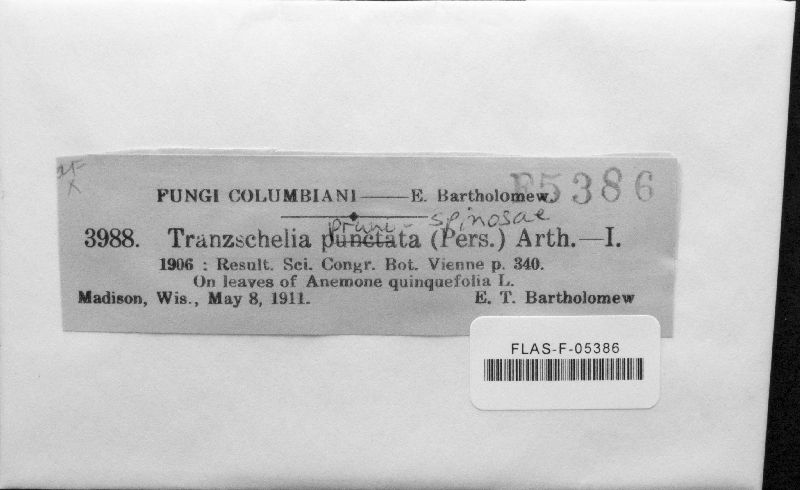 FUNGI COLUMBIANI——E. Bartholomew.
F5386
pruni - spinosae
3988. Tranzschelia punctata (Pers.) Arth.—I.
1906 : Result. Sci. Congr. Bot. Vienne p. 340.
On leaves of Anemone quinquefolia L.
Madison, Wis., May 8, 1911. E. T. Bartholomew
FLAS-F-05386